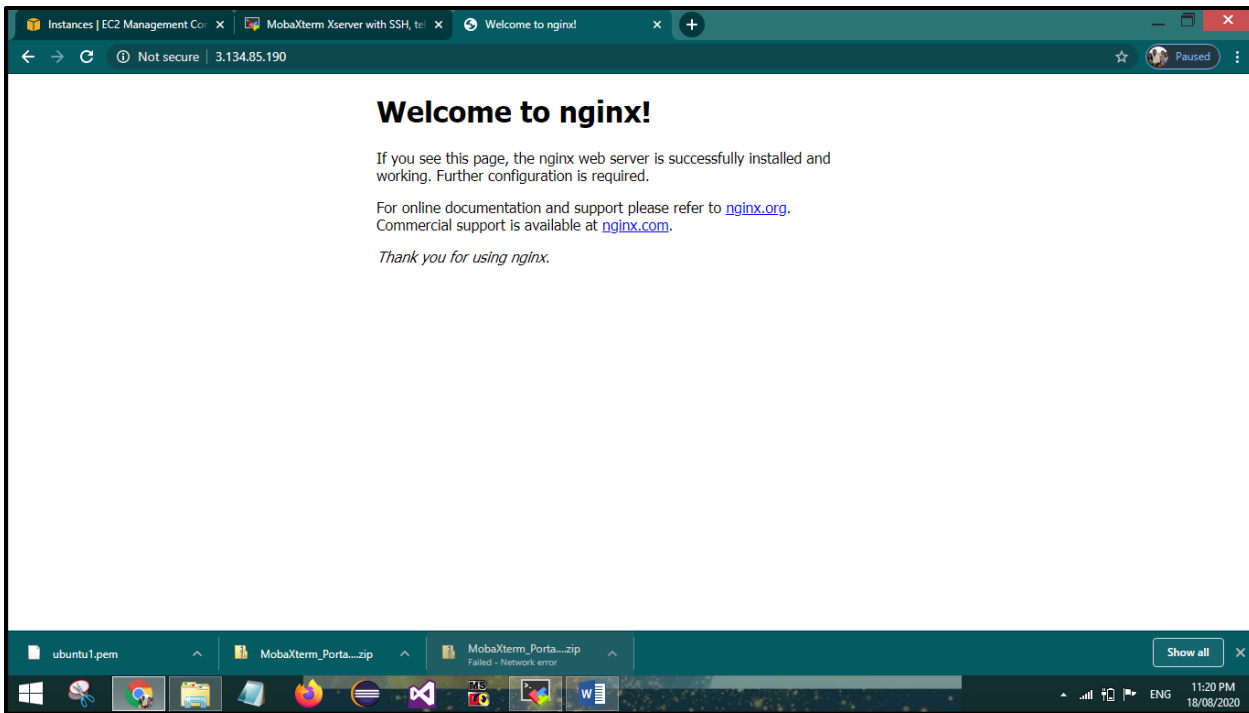 Instances | EC2 Management Con
MobaXterm Xserver with SSH, tel
Welcome to nginx!
Not secure | 3.134.85.190
Paused
Welcome to nginx!
If you see this page, the nginx web server is successfully installed and
working. Further configuration is required.
For online documentation and support please refer to nginx.org.
Commercial support is available at nginx.com.
Thank you for using nginx.
ubuntu1.pem
MobaXterm_Porta....zip
MobaXterm_Porta....zip
Failed - Network error
Show all
MS
TC
W
ENG
11:20 PM
18/08/2020